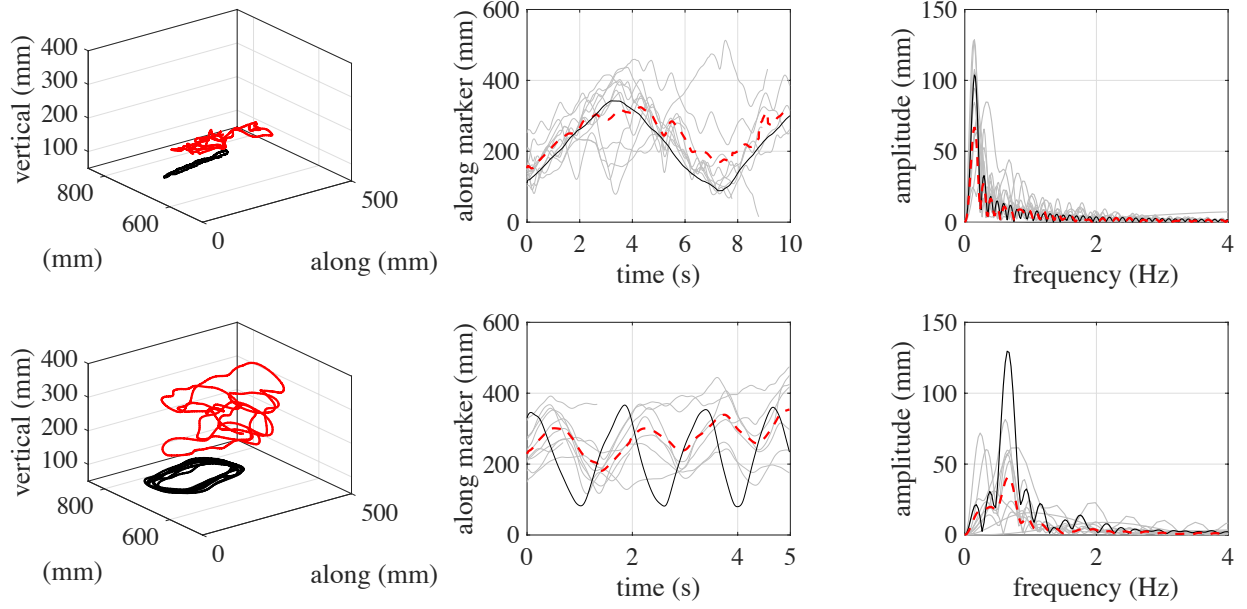 vertical (mm)
400
300
200
100
800
600
(mm)
0
500
along (mm)
along marker (mm)
600
400
200
0
0 2 4 6 8 10
time (s)
amplitude (mm)
150
100
50
0
0 2 4
frequency (Hz)
vertical (mm)
400
300
200
100
800
600
(mm)
0
500
along (mm)
along marker (mm)
600
400
200
0
0 2 4 5
time (s)
amplitude (mm)
150
100
50
0
0 2 4
frequency (Hz)